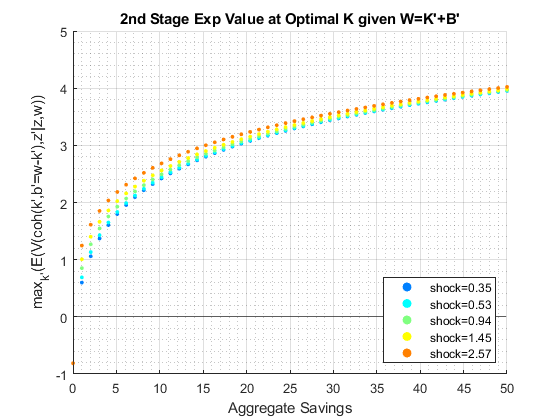 2nd Stage Exp Value at Optimal K given W=K'+B'
max_k'(E(V(coh(k',b'=w-k'),z'|z,w))
5
4
3
2
1
0
-1
0 5 10 15 20 25 30 35 40 45 50
Aggregate Savings
shock=0.35
shock=0.53
shock=0.94
shock=1.45
shock=2.57